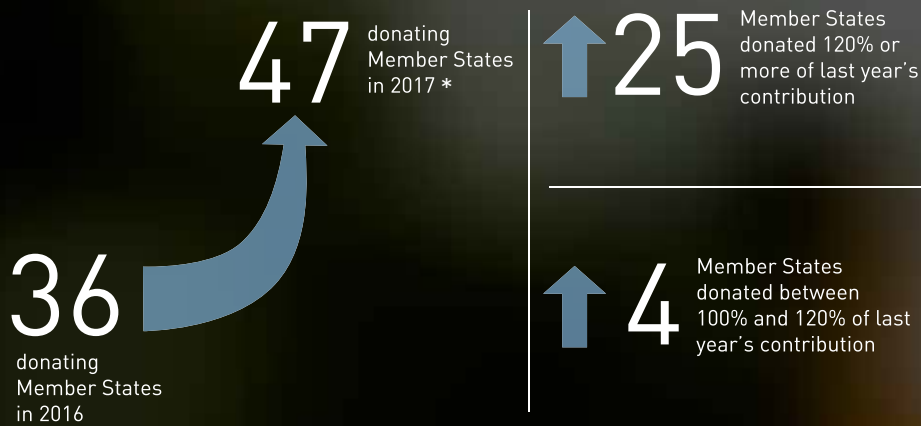 47
donating
Member States
in 2017 *
36
donating
Member States
in 2016
25
Member States
donated 120% or
more of last year's
contribution
4
Member States
donated between
100% and 120% of last
year's contribution